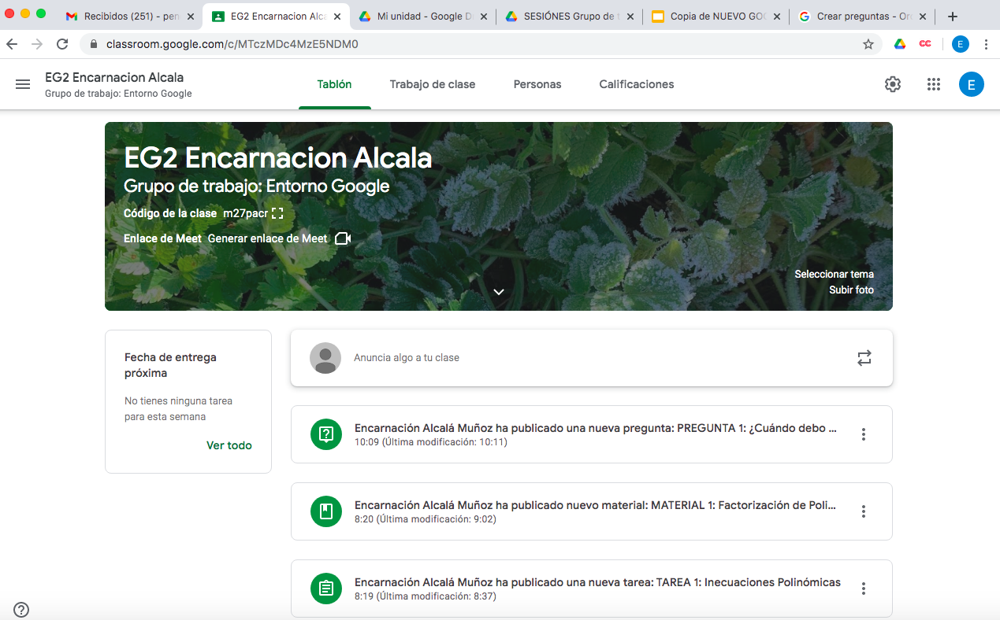 Recibidos (251) - per
EG2 Encarnacion Alca
Mi unidad - Google D
SESIÓNES Grupo de t
Copia de NUEVO GOO
Crear preguntas - Ord
classroom.google.com/c/MTczMDc4MzE5NDM0
E
EG2 Encarnacion Alcala
Grupo de trabajo: Entorno Google
Tablón
Trabajo de clase
Personas
Calificaciones
E
EG2 Encarnacion Alcala
Grupo de trabajo: Entorno Google
Código de la clase m27pacr
Enlace de Meet Generar enlace de Meet
Seleccionar tema
Subir foto
Fecha de entrega
próxima
No tienes ninguna tarea
para esta semana
Ver todo
Anuncia algo a tu clase
Encarnación Alcalá Muñoz ha publicado una nueva pregunta: PREGUNTA 1: ¿Cuándo debo ...
10:09 (Última modificación: 10:11)
Encarnación Alcalá Muñoz ha publicado nuevo material: MATERIAL 1: Factorización de Poli...
8:20 (Última modificación: 9:02)
Encarnación Alcalá Muñoz ha publicado una nueva tarea: TAREA 1: Inecuaciones Polinómicas
8:19 (Última modificación: 8:37)